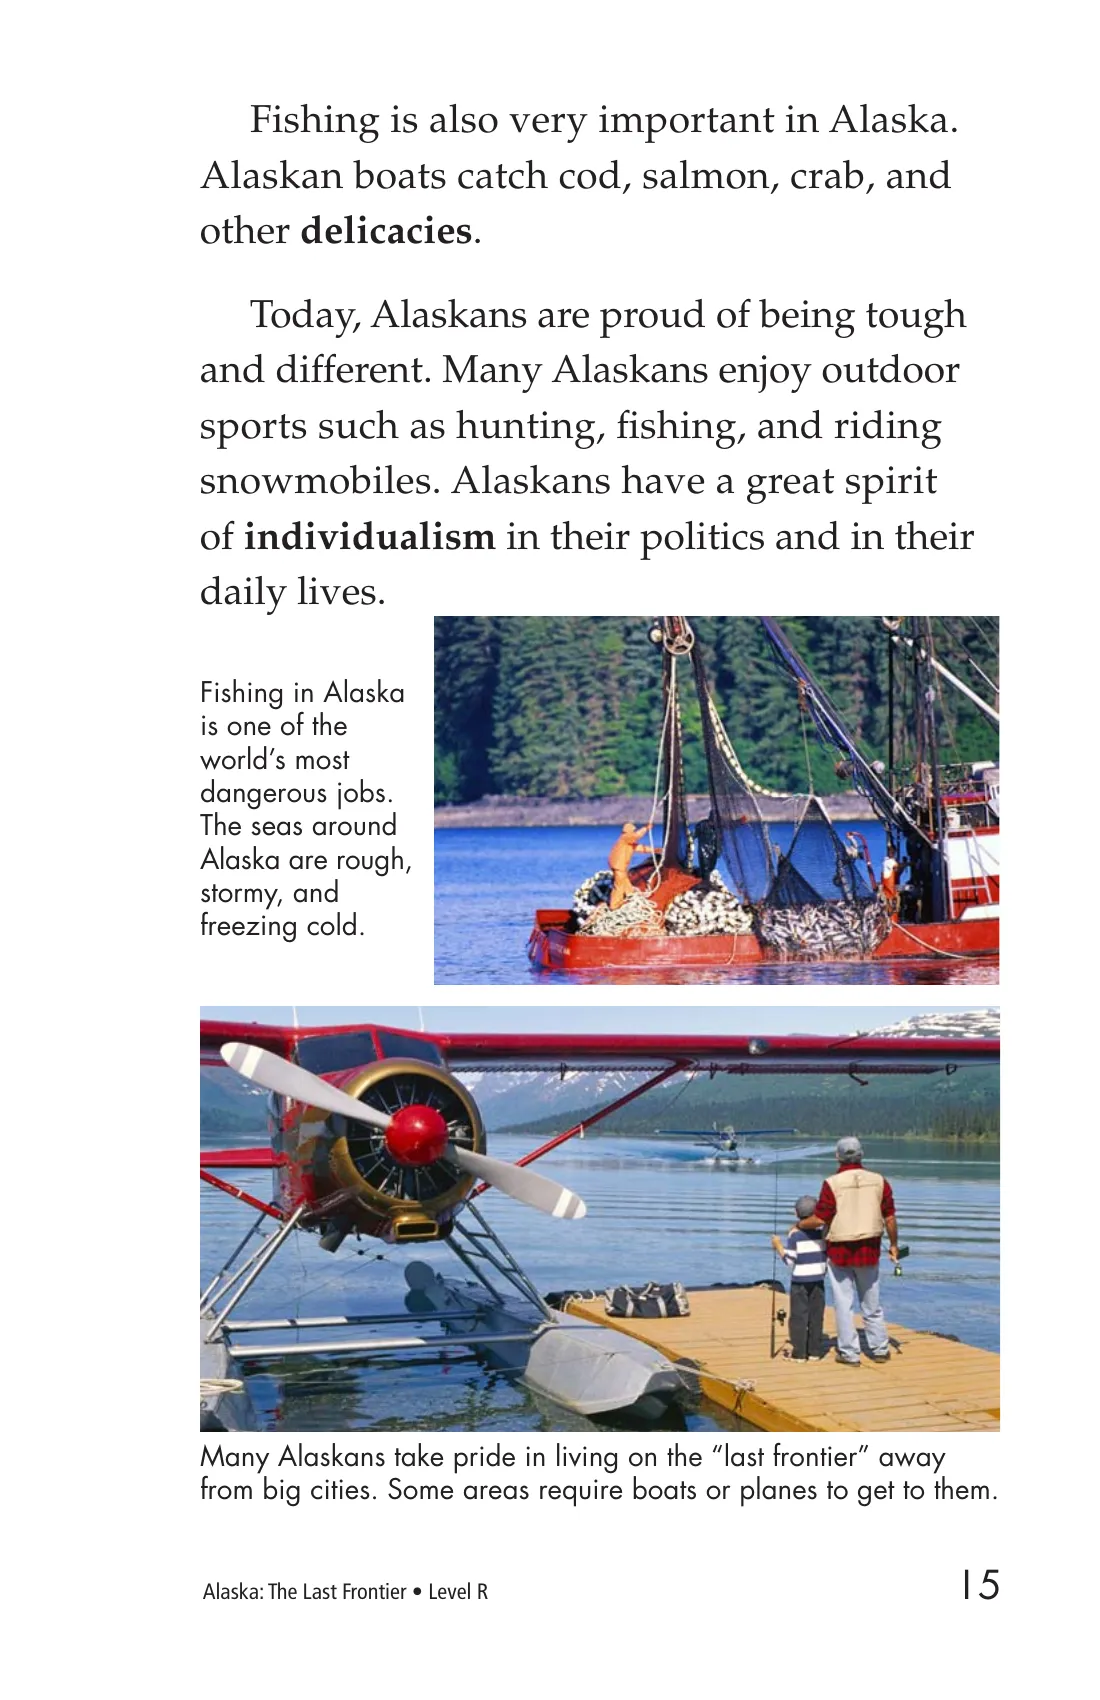 Fishing is also very important in Alaska.
Alaskan boats catch cod, salmon, crab, and
other delicacies.
Today, Alaskans are proud of being tough
and different. Many Alaskans enjoy outdoor
sports such as hunting, fishing, and riding
snowmobiles. Alaskans have a great spirit
of individualism in their politics and in their
daily lives.
Fishing in Alaska
is one of the
world’s most
dangerous jobs.
The seas around
Alaska are rough,
stormy, and
freezing cold.
Many Alaskans take pride in living on the “last frontier” away
from big cities. Some areas require boats or planes to get to them.
Alaska: The Last Frontier • Level R
15